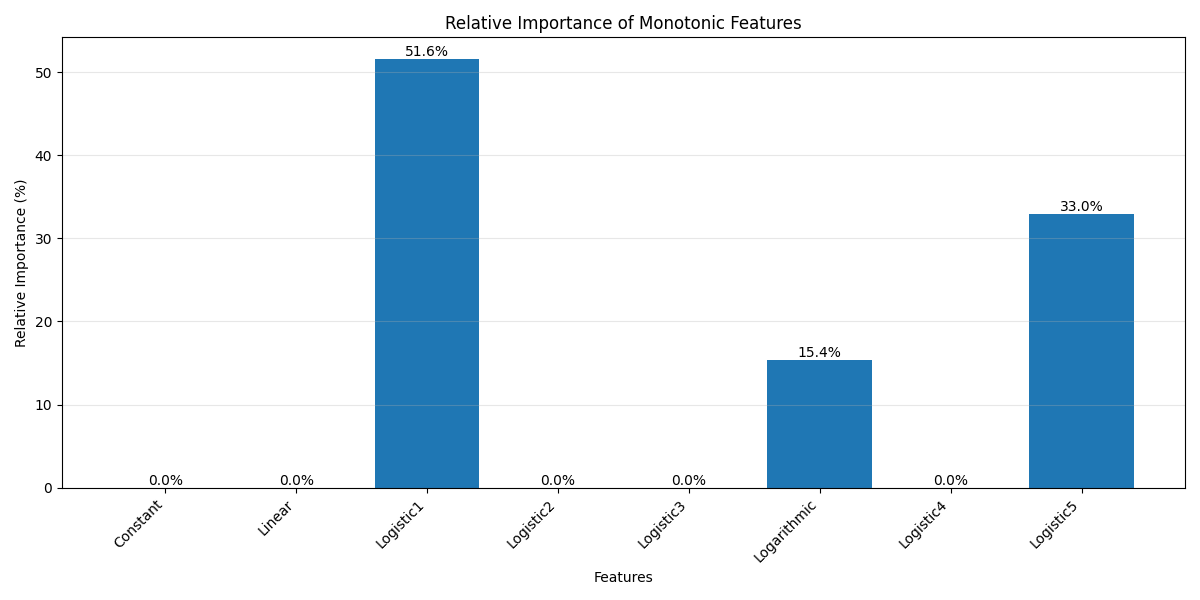 Relative Importance of Monotonic Features
Relative Importance (%)
50
40
30
20
10
0
0.0%
0.0%
51.6%
0.0%
0.0%
15.4%
0.0%
33.0%
Constant
Linear
Logistic1
Logistic2
Logistic3
Logarithmic
Logistic4
Logistic5
Features